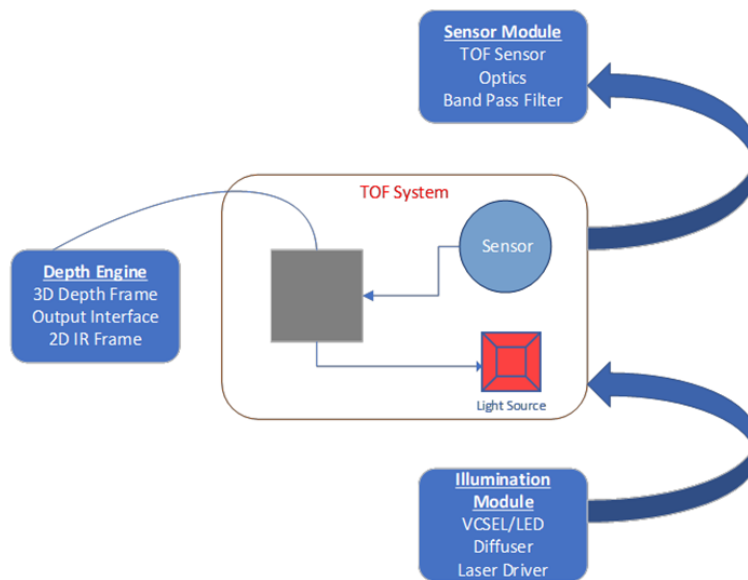 Sensor Module
TOF Sensor
Optics
Band Pass Filter
TOF System
Sensor
Depth Engine
3D Depth Frame
Output Interface
2D IR Frame
Light Source
Illumination
Module
VCSEL/LED
Diffuser
Laser Driver